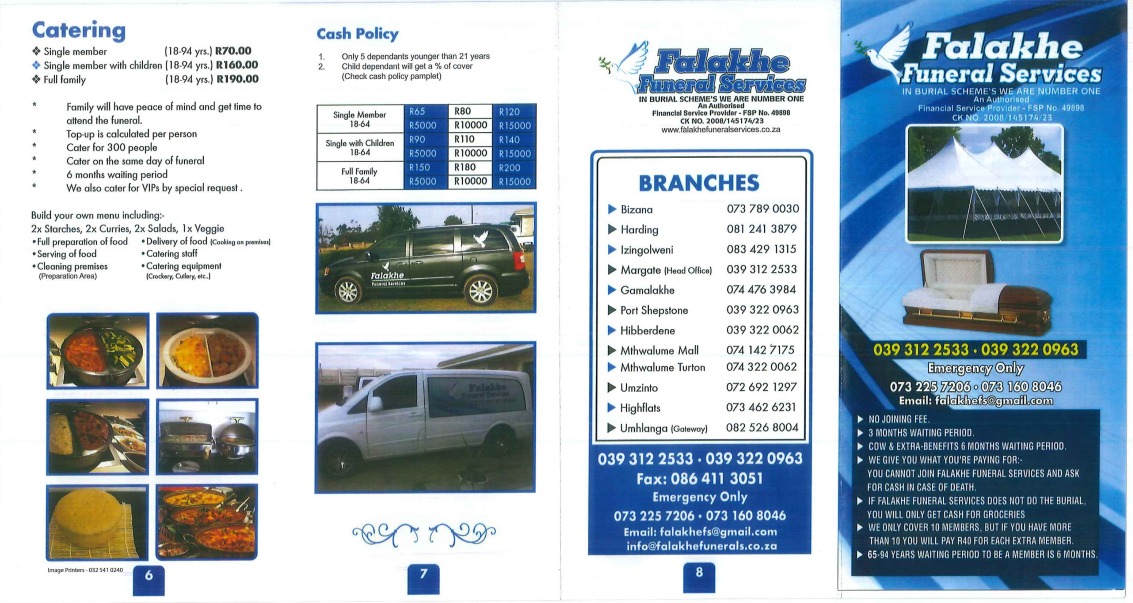 Catering
❖ Single member (18-94 yrs.) R70.00
❖ Single member with children (18-94 yrs.) R160.00
❖ Full family (18-94 yrs.) R190.00
* Family will have peace of mind and get time to
attend the funeral.
* Top-up is calculated per person
* Cater for 300 people
* Cater on the same day of funeral
* 6 months waiting period
* We also cater for VIPs by special request .
Build your own menu including:-
2x Starches, 2x Curries, 2x Salads, 1x Veggie
•Full preparation of food •Delivery of food (Cooking on premises)
•Serving of food •Catering staff
•Cleaning premises •Catering equipment
(Preparation Area) (Crockery, Cutlery, etc..)
Image Printers - 032 541 0240
6
Cash Policy
1. Only 5 dependants younger than 21 years
2. Child dependant will get a % of cover
(Check cash policy pamplet)
Single Member 18-64 R65 R80 R120
R5000 R10000 R15000
Single with Children 18-64 R90 R110 R140
R5000 R10000 R15000
Full Family 18-64 R150 R180 R200
R5000 R10000 R15000
Falakhe
Funeral Services
Falakhe
7
Falakhe
Funeral Services
IN BURIAL SCHEME'S WE ARE NUMBER ONE
An Authorised
Financial Service Provider - FSP No. 49898
CK NO. 2008/145174/23
www.falakhefuneralservices.co.za
BRANCHES
Bizana 073 789 0030
Harding 081 241 3879
Izingolweni 083 429 1315
Margate (Head Office) 039 312 2533
Gamalakhe 074 476 3984
Port Shepstone 039 322 0963
Hibberdene 039 322 0062
Mthwalume Mall 074 142 7175
Mthwalume Turton 074 322 0062
Umzinto 072 692 1297
Highflats 073 462 6231
Umhlanga (Gateway) 082 526 8004
039 312 2533 · 039 322 0963
Fax: 086 411 3051
Emergency Only
073 225 7206 · 073 160 8046
Email: falakhefs@gmail.com
info@falakhefunerals.co.za
8
Falakhe
Funeral Services
IN BURIAL SCHEME'S WE ARE NUMBER ONE
An Authorised
Financial Service Provider - FSP No. 49898
CK NO. 2008/145174/23
039 312 2533 · 039 322 0963
Emergency Only
073 225 7206 · 073 160 8046
Email: falakhefs@gmail.com
NO JOINING FEE.
3 MONTHS WAITING PERIOD.
COW & EXTRA-BENEFITS 6 MONTHS WAITING PERIOD.
WE GIVE YOU WHAT YOU'RE PAYING FOR:-
YOU CANNOT JOIN FALAKHE FUNERAL SERVICES AND ASK
FOR CASH IN CASE OF DEATH.
IF FALAKHE FUNERAL SERVICES DOES NOT DO THE BURIAL,
YOU WILL ONLY GET CASH FOR GROCERIES
WE ONLY COVER 10 MEMBERS, BUT IF YOU HAVE MORE
THAN 10 YOU WILL PAY R40 FOR EACH EXTRA MEMBER.
65-94 YEARS WAITING PERIOD TO BE A MEMBER IS 6 MONTHS.